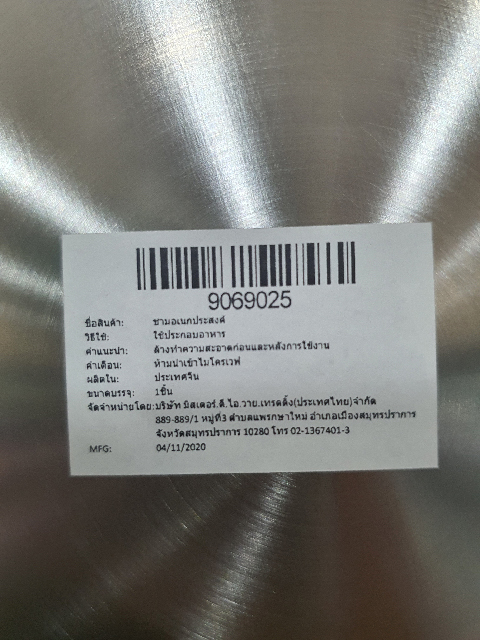 9069025
ชื่อสินค้า: ชามอเนกประสงค์
วิธีใช้: ใช้ประกอบอาหาร
คำแนะนำ: ล้างทำความสะอาดก่อนและหลังการใช้งาน
คำเตือน: ห้ามนำเข้าไมโครเวฟ
ผลิตใน: ประเทศจีน
ขนาดบรรจุ: 1ชิ้น
จัดจำหน่ายโดย: บริษัท มิสเตอร์.ดี.ไอ.วาย.เทรดดิ้ง(ประเทศไทย)จำกัด
889-889/1 หมู่ที่3 ตำบลแพรกษาใหม่ อำเภอเมืองสมุทรปราการ
จังหวัดสมุทรปราการ 10280 โทร 02-1367401-3
MFG: 04/11/2020